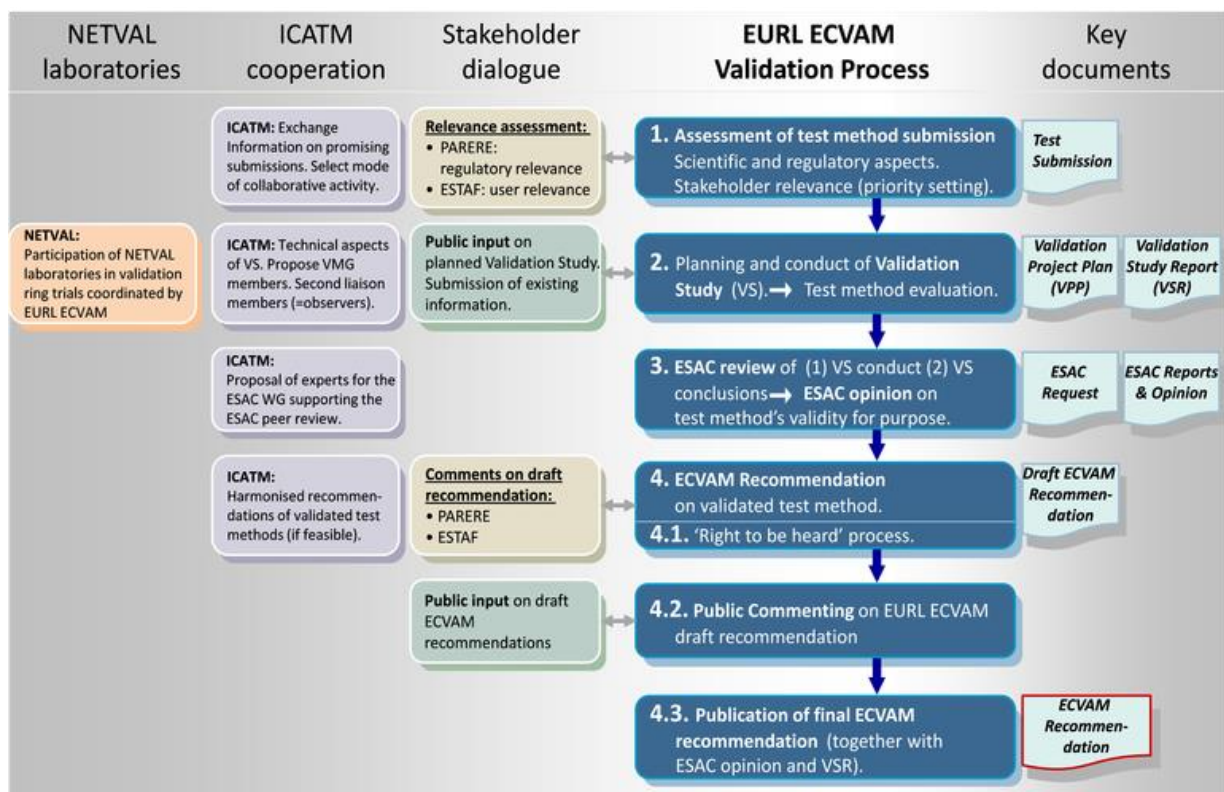 NETVAL
laboratories
ICATM
cooperation
Stakeholder
dialogue
EURL ECVAM
Validation Process
Key
documents
ICATM: Exchange
Information on promising
submissions. Select mode
of collaborative activity.
Relevance assessment:
• PARERE:
regulatory relevance
• ESTAF: user relevance
1. Assessment of test method submission
Scientific and regulatory aspects.
Stakeholder relevance (priority setting).
Test
Submission
NETVAL:
Participation of NETVAL
laboratories in validation
ring trials coordinated by
EURL ECVAM
ICATM: Technical aspects
of VS. Propose VMG
members. Second liaison
members (=observers).
Public input on
planned Validation Study.
Submission of existing
information.
2. Planning and conduct of Validation
Study (VS).→ Test method evaluation.
Validation
Project Plan
(VPP)
Validation
Study Report
(VSR)
ICATM:
Proposal of experts for the
ESAC WG supporting the
ESAC peer review.
3. ESAC review of (1) VS conduct (2) VS
conclusions→ ESAC opinion on
test method's validity for purpose.
ESAC
Request
ESAC Reports
& Opinion
ICATM:
Harmonised recommen-
dations of validated test
methods (if feasible).
Comments on draft
recommendation:
• PARERE
• ESTAF
4. ECVAM Recommendation
on validated test method.
4.1. 'Right to be heard' process.
Draft ECVAM
Recommen-
dation
Public input on draft
ECVAM
recommendations
4.2. Public Commenting on EURL ECVAM
draft recommendation
4.3. Publication of final ECVAM
recommendation (together with
ESAC opinion and VSR).
ECVAM
Recommen-
dation